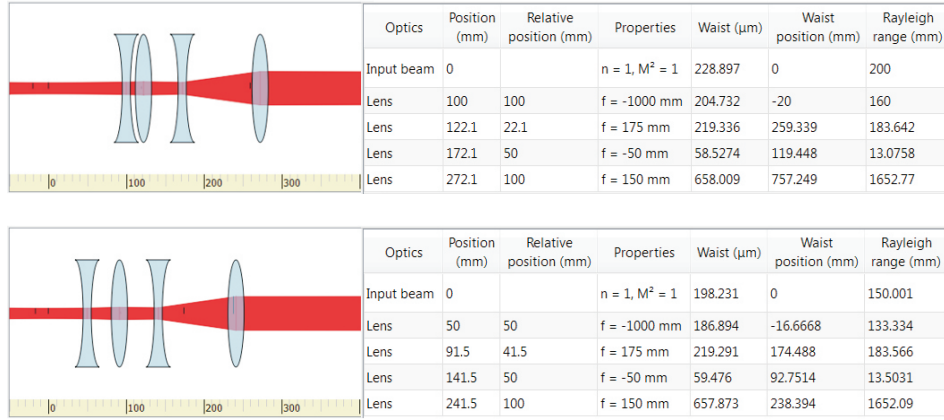 Optics Position (mm) Relative position (mm) Properties Waist (μm) Waist position (mm) Rayleigh range (mm)
Input beam 0 n = 1, M² = 1 228.897 0 200
Lens 100 100 f = -1000 mm 204.732 -20 160
Lens 122.1 22.1 f = 175 mm 219.336 259.339 183.642
Lens 172.1 50 f = -50 mm 58.5274 119.448 13.0758
Lens 272.1 100 f = 150 mm 658.009 757.249 1652.77
0 100 200 300
Optics Position (mm) Relative position (mm) Properties Waist (μm) Waist position (mm) Rayleigh range (mm)
Input beam 0 n = 1, M² = 1 198.231 0 150.001
Lens 50 50 f = -1000 mm 186.894 -16.6668 133.334
Lens 91.5 41.5 f = 175 mm 219.291 174.488 183.566
Lens 141.5 50 f = -50 mm 59.476 92.7514 13.5031
Lens 241.5 100 f = 150 mm 657.873 238.394 1652.09
0 100 200 300